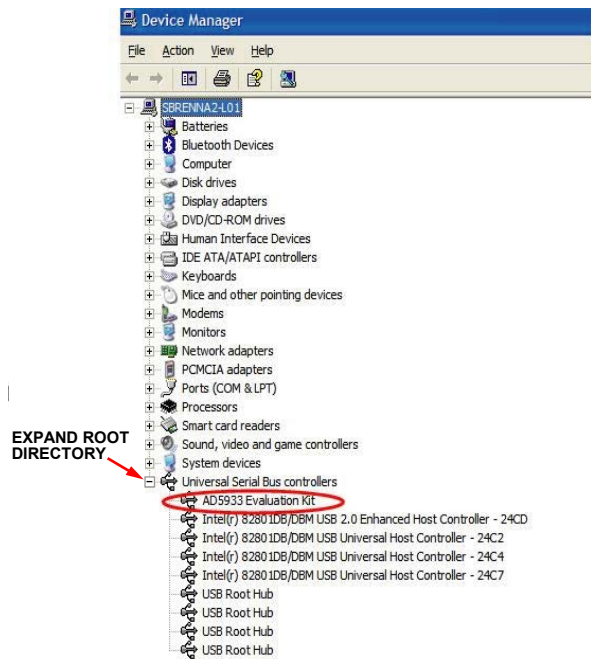 Device Manager
File Action View Help
SBRENNA2-L01
Batteries
Bluetooth Devices
Computer
Disk drives
Display adapters
DVD/CD-ROM drives
Human Interface Devices
IDE ATA/ATAPI controllers
Keyboards
Mice and other pointing devices
Modems
Monitors
Network adapters
PCMCIA adapters
Ports (COM & LPT)
Processors
Smart card readers
Sound, video and game controllers
System devices
EXPAND ROOT
DIRECTORY
Universal Serial Bus controllers
AD5933 Evaluation Kit
Intel(r) 82801DB/DBM USB 2.0 Enhanced Host Controller - 24CD
Intel(r) 82801DB/DBM USB Universal Host Controller - 24C2
Intel(r) 82801DB/DBM USB Universal Host Controller - 24C4
Intel(r) 82801DB/DBM USB Universal Host Controller - 24C7
USB Root Hub
USB Root Hub
USB Root Hub
USB Root Hub